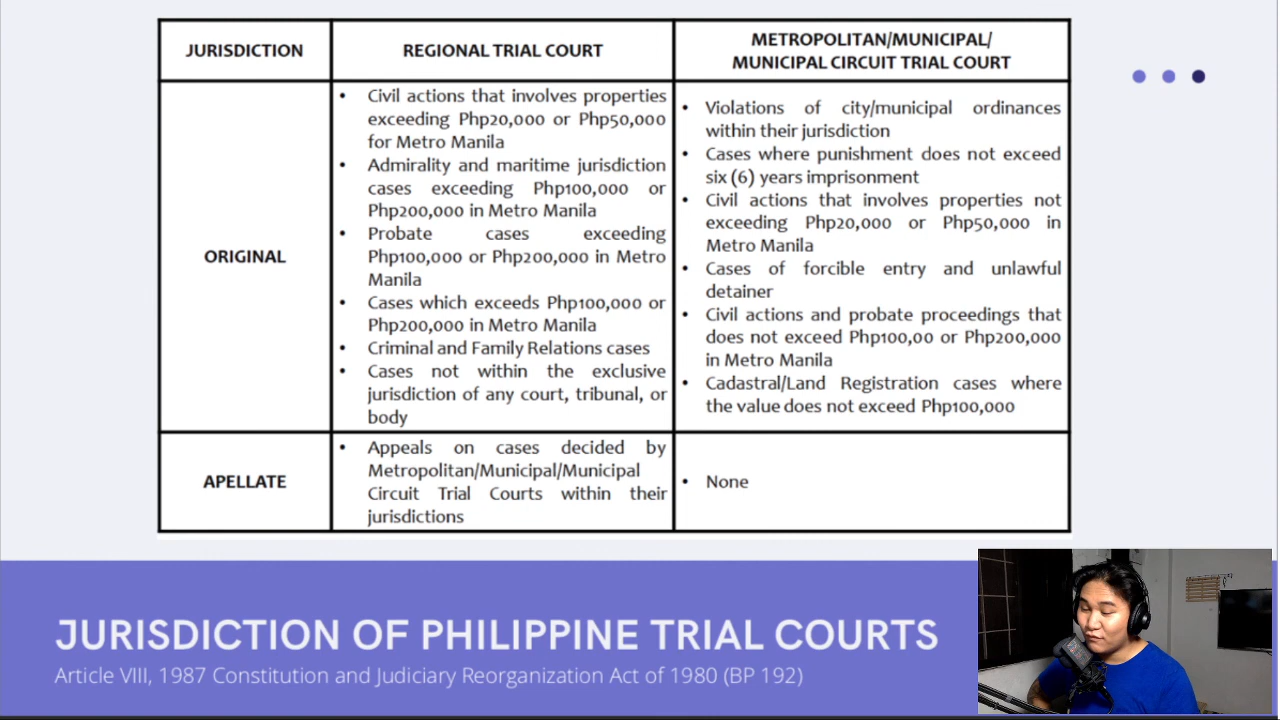 JURISDICTION
REGIONAL TRIAL COURT
METROPOLITAN/MUNICIPAL/
MUNICIPAL CIRCUIT TRIAL COURT
ORIGINAL
• Civil actions that involves properties
exceeding Php20,000 or Php50,000
for Metro Manila
• Admirality and maritime jurisdiction
cases exceeding Php100,000 or
Php200,000 in Metro Manila
• Probate cases exceeding
Php100,000 or Php200,000 in Metro
Manila
• Cases which exceeds Php100,000 or
Php200,000 in Metro Manila
• Criminal and Family Relations cases
• Cases not within the exclusive
jurisdiction of any court, tribunal, or
body
• Violations of city/municipal ordinances
within their jurisdiction
• Cases where punishment does not exceed
six (6) years imprisonment
• Civil actions that involves properties not
exceeding Php20,000 or Php50,000 in
Metro Manila
• Cases of forcible entry and unlawful
detainer
• Civil actions and probate proceedings that
does not exceed Php100,00 or Php200,000
in Metro Manila
• Cadastral/Land Registration cases where
the value does not exceed Php100,000
APELLATE
• Appeals on cases decided by
Metropolitan/Municipal/Municipal
Circuit Trial Courts within their
jurisdictions
• None
JURISDICTION OF PHILIPPINE TRIAL COURTS
Article VIII, 1987 Constitution and Judiciary Reorganization Act of 1980 (BP 192)